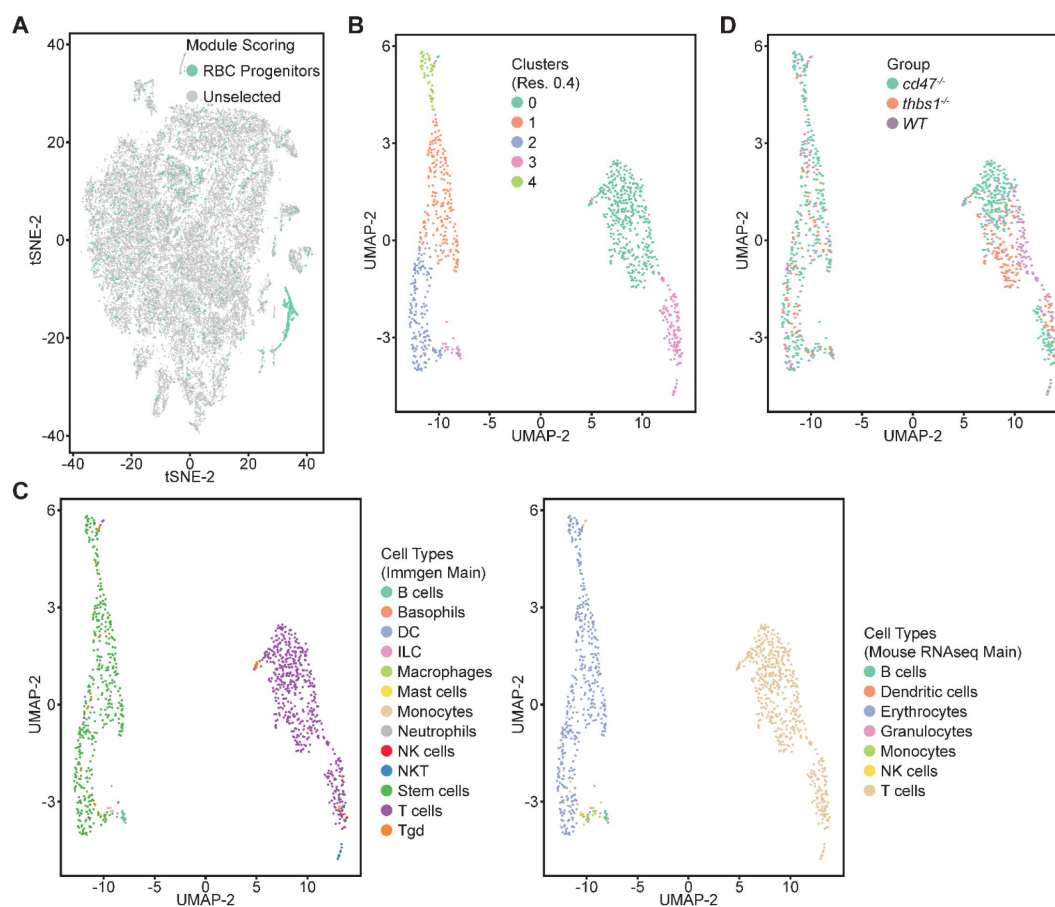 A
Module Scoring
RBC Progenitors
Unselected
40
20
0
-20
-40
tSNE-2
-40
-20
0
20
40
tSNE-2
B
Clusters
(Res. 0.4)
0
1
2
3
4
6
3
0
-3
UMAP-2
-10
-5
0
5
10
UMAP-2
D
Group
cd47-/-
thbs1-/-
WT
6
3
0
-3
UMAP-2
-10
-5
0
5
10
UMAP-2
C
6
3
0
-3
UMAP-2
-10
-5
0
5
10
UMAP-2
Cell Types
(Immgen Main)
B cells
Basophils
DC
ILC
Macrophages
Mast cells
Monocytes
Neutrophils
NK cells
NKT
Stem cells
T cells
Tgd
6
3
0
-3
UMAP-2
-10
-5
0
5
10
UMAP-2
Cell Types
(Mouse RNAseq Main)
B cells
Dendritic cells
Erythrocytes
Granulocytes
Monocytes
NK cells
T cells